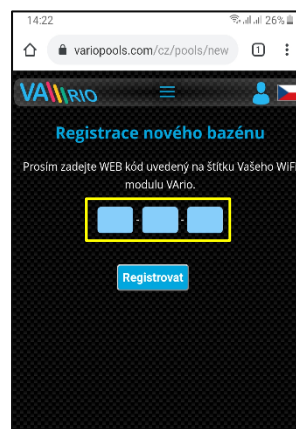 14:22
26%
variopools.com/cz/pools/new
1
VArio
Registrace nového bazénu
Prosím zadejte WEB kód uvedený na štítku Vašeho WiFi
modulu VArio.
- -
Registrovat